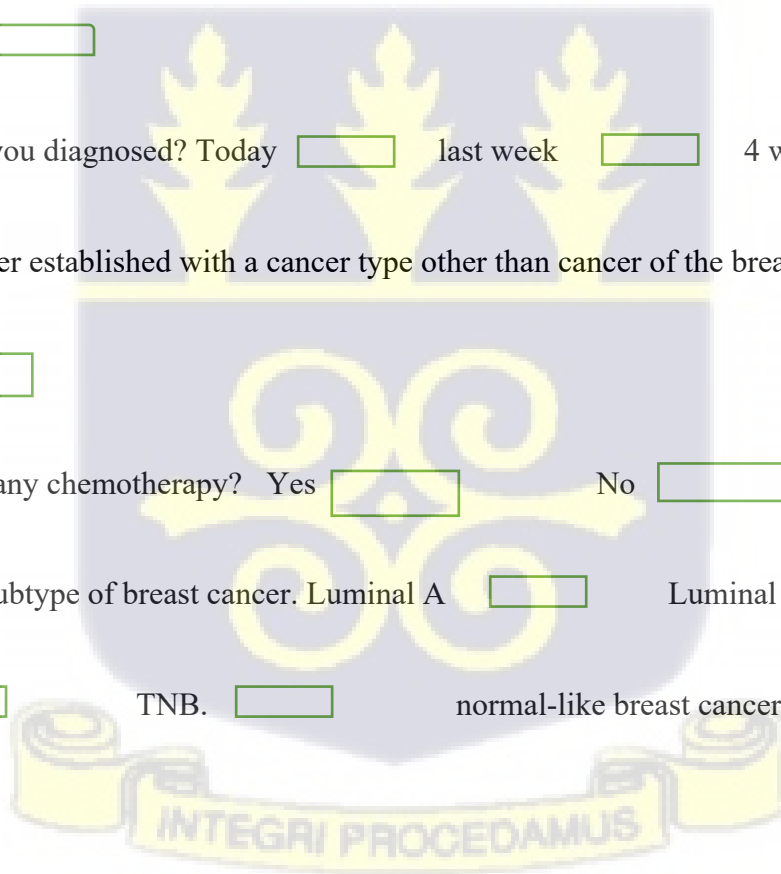 you diagnosed? Today last week 4 w
er established with a cancer type other than cancer of the brea
any chemotherapy? Yes No
ubtype of breast cancer. Luminal A Luminal
TNB. normal-like breast cancer
INTEGRI PROCEDAMUS